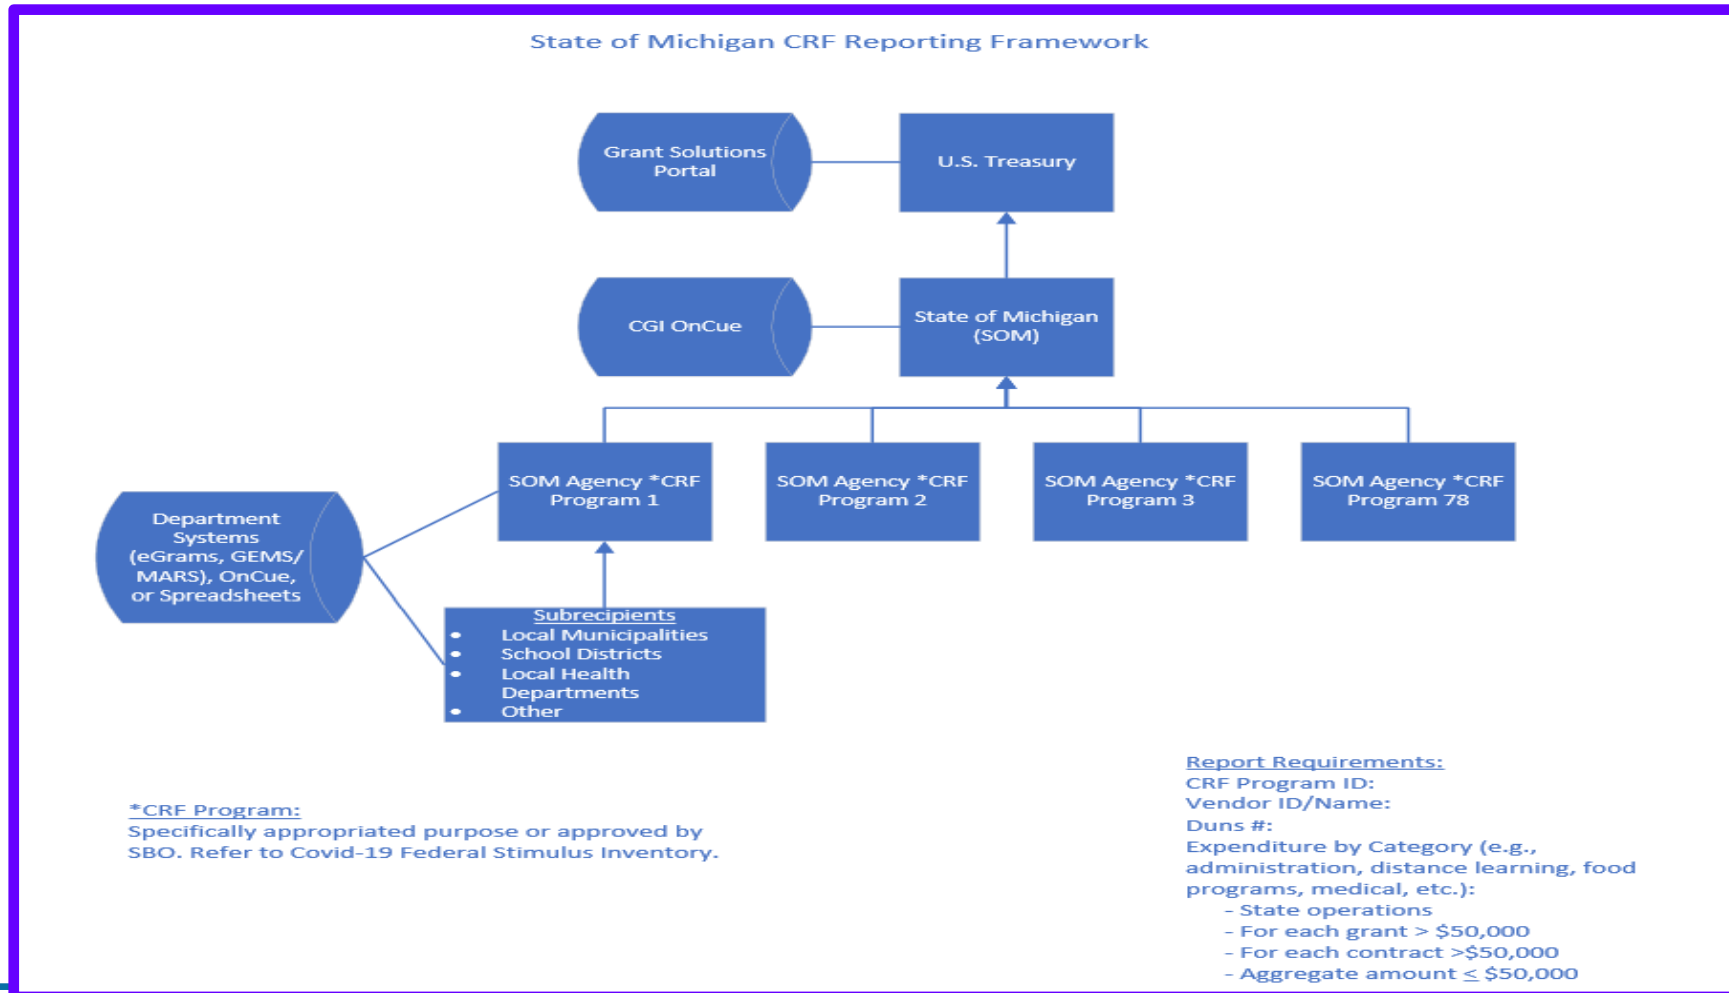 State of Michigan CRF Reporting Framework
Grant Solutions
Portal
U.S. Treasury
CGI OnCue
State of Michigan
(SOM)
SOM Agency *CRF
Program 1
SOM Agency *CRF
Program 2
SOM Agency *CRF
Program 3
SOM Agency *CRF
Program 78
Department
Systems
(eGrams, GEMS/
MARS), OnCue,
or Spreadsheets
Subrecipients
• Local Municipalities
• School Districts
• Local Health
Departments
• Other
*CRF Program:
Specifically appropriated purpose or approved by
SBO. Refer to Covid-19 Federal Stimulus Inventory.
Report Requirements:
CRF Program ID:
Vendor ID/Name:
Duns #:
Expenditure by Category (e.g.,
administration, distance learning, food
programs, medical, etc.):
- State operations
- For each grant > $50,000
- For each contract >$50,000
- Aggregate amount ≤ $50,000